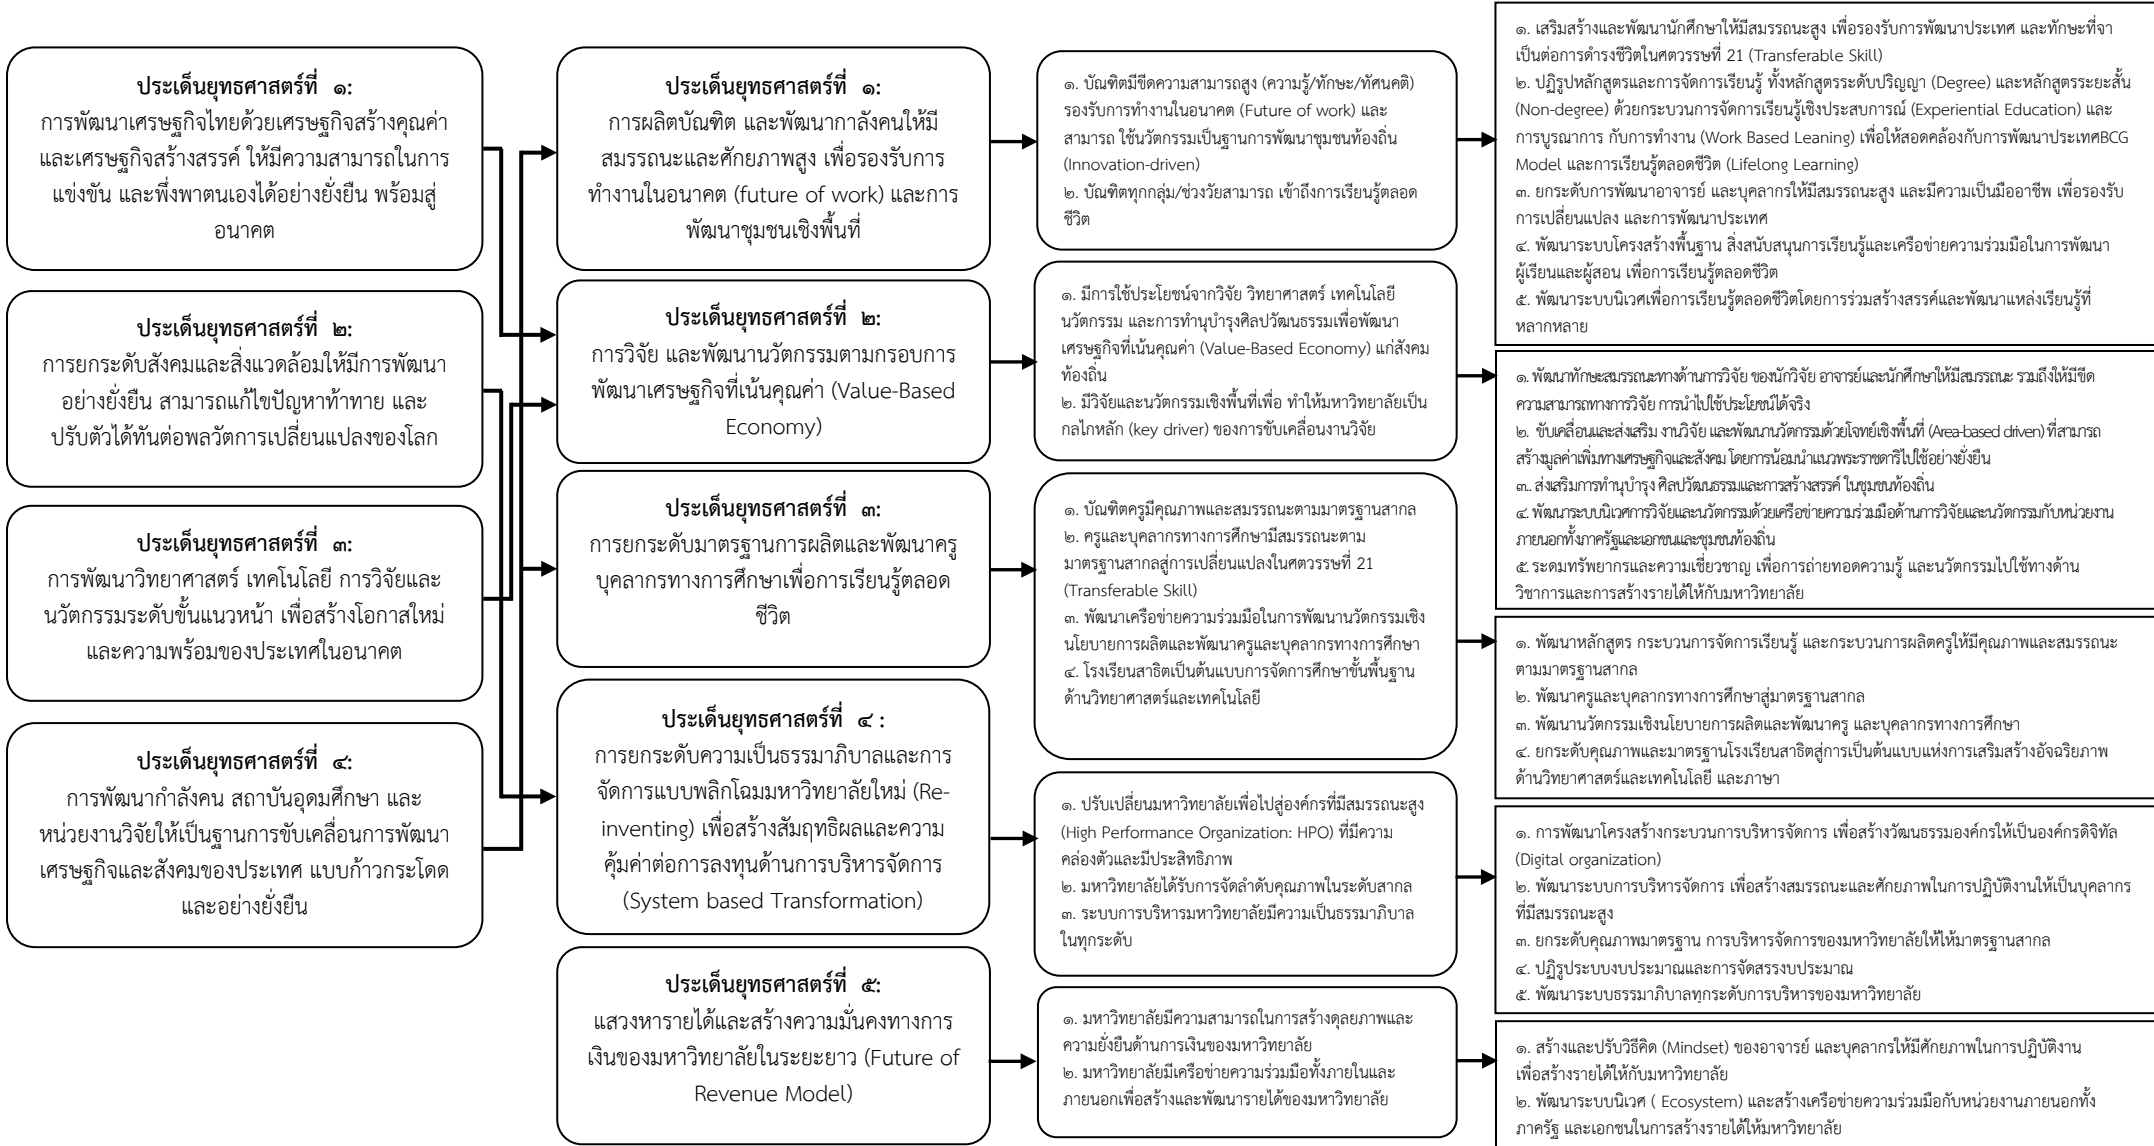 ประเด็นยุทธศาสตร์ที่ ๑:
การพัฒนาเศรษฐกิจไทยด้วยเศรษฐกิจสร้างคุณค่า
และเศรษฐกิจสร้างสรรค์ ให้มีความสามารถในการ
แข่งขัน และพึ่งพาตนเองได้อย่างยั่งยืน พร้อมสู่
อนาคต
ประเด็นยุทธศาสตร์ที่ ๒:
การยกระดับสังคมและสิ่งแวดล้อมให้มีการพัฒนา
อย่างยั่งยืน สามารถแก้ไขปัญหาท้าทาย และ
ปรับตัวได้ทันต่อพลวัตการเปลี่ยนแปลงของโลก
ประเด็นยุทธศาสตร์ที่ ๓:
การพัฒนาวิทยาศาสตร์ เทคโนโลยี การวิจัยและ
นวัตกรรมระดับขั้นแนวหน้า เพื่อสร้างโอกาสใหม่
และความพร้อมของประเทศในอนาคต
ประเด็นยุทธศาสตร์ที่ ๔:
การพัฒนากำลังคน สถาบันอุดมศึกษา และ
หน่วยงานวิจัยให้เป็นฐานการขับเคลื่อนการพัฒนา
เศรษฐกิจและสังคมของประเทศ แบบก้าวกระโดด
และอย่างยั่งยืน
ประเด็นยุทธศาสตร์ที่ ๑:
การผลิตบัณฑิต และพัฒนากาลังคนให้มี
สมรรถนะและศักยภาพสูง เพื่อรองรับการ
ทำงานในอนาคต (future of work) และการ
พัฒนาชุมชนเชิงพื้นที่
ประเด็นยุทธศาสตร์ที่ ๒:
การวิจัย และพัฒนานวัตกรรมตามกรอบการ
พัฒนาเศรษฐกิจที่เน้นคุณค่า (Value-Based
Economy)
ประเด็นยุทธศาสตร์ที่ ๓:
การยกระดับมาตรฐานการผลิตและพัฒนาครู
บุคลากรทางการศึกษาเพื่อการเรียนรู้ตลอด
ชีวิต
ประเด็นยุทธศาสตร์ที่ ๔ :
การยกระดับความเป็นธรรมาภิบาลและการ
จัดการแบบพลิกโฉมมหาวิทยาลัยใหม่ (Re-
inventing) เพื่อสร้างสัมฤทธิผลและความ
คุ้มค่าต่อการลงทุนด้านการบริหารจัดการ
(System based Transformation)
ประเด็นยุทธศาสตร์ที่ ๕:
แสวงหารายได้และสร้างความมั่นคงทางการ
เงินของมหาวิทยาลัยในระยะยาว (Future of
Revenue Model)
๑. บัณฑิตมีขีดความสามารถสูง (ความรู้/ทักษะ/ทัศนคติ)
รองรับการทำงานในอนาคต (Future of work) และ
สามารถ ใช้นวัตกรรมเป็นฐานการพัฒนาชุมชนท้องถิ่น
(Innovation-driven)
๒. บัณฑิตทุกกลุ่ม/ช่วงวัยสามารถ เข้าถึงการเรียนรู้ตลอด
ชีวิต
๑. มีการใช้ประโยชน์จากวิจัย วิทยาศาสตร์ เทคโนโลยี
นวัตกรรม และการทำนุบำรุงศิลปวัฒนธรรมเพื่อพัฒนา
เศรษฐกิจที่เน้นคุณค่า (Value-Based Economy) แก่สังคม
ท้องถิ่น
๒. มีวิจัยและนวัตกรรมเชิงพื้นที่เพื่อ ทำให้มหาวิทยาลัยเป็น
กลไกหลัก (key driver) ของการขับเคลื่อนงานวิจัย
๑. บัณฑิตครูมีคุณภาพและสมรรถนะตามมาตรฐานสากล
๒. ครูและบุคลากรทางการศึกษามีสมรรถนะตาม
มาตรฐานสากลสู่การเปลี่ยนแปลงในศตวรรษที่ 21
(Transferable Skill)
๓. พัฒนาเครือข่ายความร่วมมือในการพัฒนานวัตกรรมเชิง
นโยบายการผลิตและพัฒนาครูและบุคลากรทางการศึกษา
๔. โรงเรียนสาธิตเป็นต้นแบบการจัดการศึกษาขั้นพื้นฐาน
ด้านวิทยาศาสตร์และเทคโนโลยี
๑. ปรับเปลี่ยนมหาวิทยาลัยเพื่อไปสู่องค์กรที่มีสมรรถนะสูง
(High Performance Organization: HPO) ที่มีความ
คล่องตัวและมีประสิทธิภาพ
๒. มหาวิทยาลัยได้รับการจัดลำดับคุณภาพในระดับสากล
๓. ระบบการบริหารมหาวิทยาลัยมีความเป็นธรรมาภิบาล
ในทุกระดับ
๑. มหาวิทยาลัยมีความสามารถในการสร้างดุลยภาพและ
ความยั่งยืนด้านการเงินของมหาวิทยาลัย
๒. มหาวิทยาลัยมีเครือข่ายความร่วมมือทั้งภายในและ
ภายนอกเพื่อสร้างและพัฒนารายได้ของมหาวิทยาลัย
๑. เสริมสร้างและพัฒนานักศึกษาให้มีสมรรถนะสูง เพื่อรองรับการพัฒนาประเทศ และทักษะที่จา
เป็นต่อการดำรงชีวิตในศตวรรษที่ 21 (Transferable Skill)
๒. ปฏิรูปหลักสูตรและการจัดการเรียนรู้ ทั้งหลักสูตรระดับปริญญา (Degree) และหลักสูตรระยะสั้น
(Non-degree) ด้วยกระบวนการจัดการเรียนรู้เชิงประสบการณ์ (Experiential Education) และ
การบูรณาการ กับการทำงาน (Work Based Leaning) เพื่อให้สอดคล้องกับการพัฒนาประเทศBCG
Model และการเรียนรู้ตลอดชีวิต (Lifelong Learning)
๓. ยกระดับการพัฒนาอาจารย์ และบุคลากรให้มีสมรรถนะสูง และมีความเป็นมืออาชีพ เพื่อรองรับ
การเปลี่ยนแปลง และการพัฒนาประเทศ
๔. พัฒนาระบบโครงสร้างพื้นฐาน สิ่งสนับสนุนการเรียนรู้และเครือข่ายความร่วมมือในการพัฒนา
ผู้เรียนและผู้สอน เพื่อการเรียนรู้ตลอดชีวิต
๕. พัฒนาระบบนิเวศเพื่อการเรียนรู้ตลอดชีวิตโดยการร่วมสร้างสรรค์และพัฒนาแหล่งเรียนรู้ที่
หลากหลาย
๑. พัฒนาทักษะสมรรถนะทางด้านการวิจัย ของนักวิจัย อาจารย์และนักศึกษาให้มีสมรรถนะ รวมถึงให้มีขีด
ความสามารถทางการวิจัย การนำไปใช้ประโยชน์ได้จริง
๒. ขับเคลื่อนและส่งเสริม งานวิจัย และพัฒนานวัตกรรมด้วยโจทย์เชิงพื้นที่ (Area-based driven) ที่สามารถ
สร้างมูลค่าเพิ่มทางเศรษฐกิจและสังคม โดยการน้อมนำแนวพระราชดาริไปใช้อย่างยั่งยืน
๓.. ส่งเสริมการทำนุบำรุง ศิลปวัฒนธรรมและการสร้างสรรค์ ในชุมชนท้องถิ่น
๔. พัฒนาระบบนิเวศการวิจัยและนวัตกรรมด้วยเครือข่ายความร่วมมือด้านการวิจัยและนวัตกรรมกับหน่วยงาน
ภายนอกทั้งภาครัฐและเอกชนและชุมชนท้องถิ่น
๕. ระดมทรัพยากรและความเชี่ยวชาญ เพื่อการถ่ายทอดความรู้ และนวัตกรรมไปใช้ทางด้าน
วิชาการและการสร้างรายได้ให้กับมหาวิทยาลัย
๑. พัฒนาหลักสูตร กระบวนการจัดการเรียนรู้ และกระบวนการผลิตครูให้มีคุณภาพและสมรรถนะ
ตามมาตรฐานสากล
๒. พัฒนาครูและบุคลากรทางการศึกษาสู่มาตรฐานสากล
๓. พัฒนานวัตกรรมเชิงนโยบายการผลิตและพัฒนาครู และบุคลากรทางการศึกษา
๔. ยกระดับคุณภาพและมาตรฐานโรงเรียนสาธิตสู่การเป็นต้นแบบแห่งการเสริมสร้างอัจฉริยภาพ
ด้านวิทยาศาสตร์และเทคโนโลยี และภาษา
๑. การพัฒนาโครงสร้างกระบวนการบริหารจัดการ เพื่อสร้างวัฒนธรรมองค์กรให้เป็นองค์กรดิจิทัล
(Digital organization)
๒. พัฒนาระบบการบริหารจัดการ เพื่อสร้างสมรรถนะและศักยภาพในการปฏิบัติงานให้เป็นบุคลากร
ที่มีสมรรถนะสูง
๓. ยกระดับคุณภาพมาตรฐาน การบริหารจัดการของมหาวิทยาลัยให้ให้มาตรฐานสากล
๔. ปฏิรูประบบงบประมาณและการจัดสรรงบประมาณ
๕. พัฒนาระบบธรรมาภิบาลทุกระดับการบริหารของมหาวิทยาลัย
๑. สร้างและปรับวิธีคิด (Mindset) ของอาจารย์ และบุคลากรให้มีศักยภาพในการปฏิบัติงาน
เพื่อสร้างรายได้ให้กับมหาวิทยาลัย
๒. พัฒนาระบบนิเวศ ( Ecosystem) และสร้างเครือข่ายความร่วมมือกับหน่วยงานภายนอกทั้ง
ภาครัฐ และเอกชนในการสร้างรายได้ให้มหาวิทยาลัย